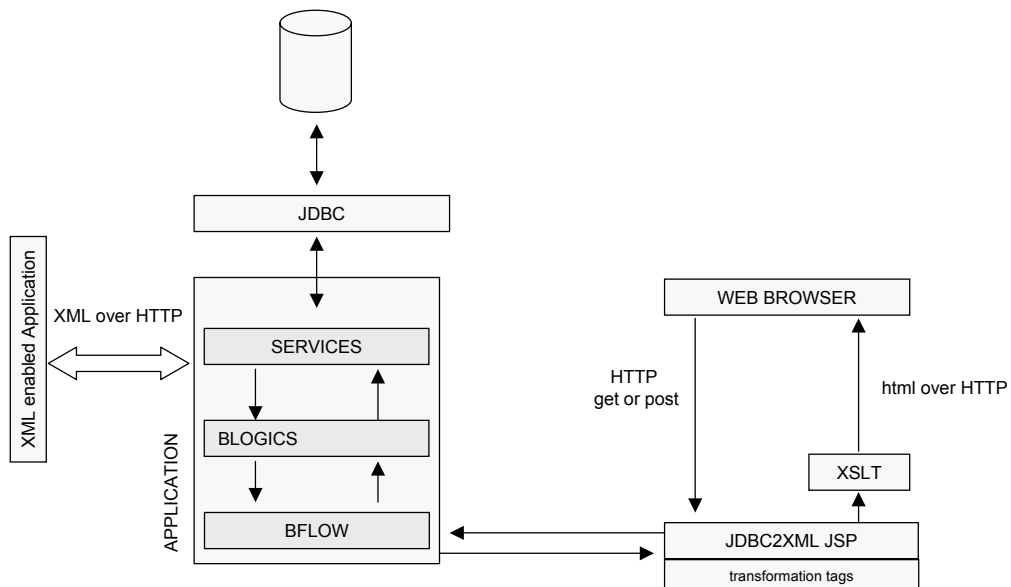 JDBC
XML enabled Application
XML over HTTP
APPLICATION
SERVICES
BLOGICS
BFLOW
WEB BROWSER
HTTP
get or post
html over HTTP
XSLT
JDBC2XML JSP
transformation tags